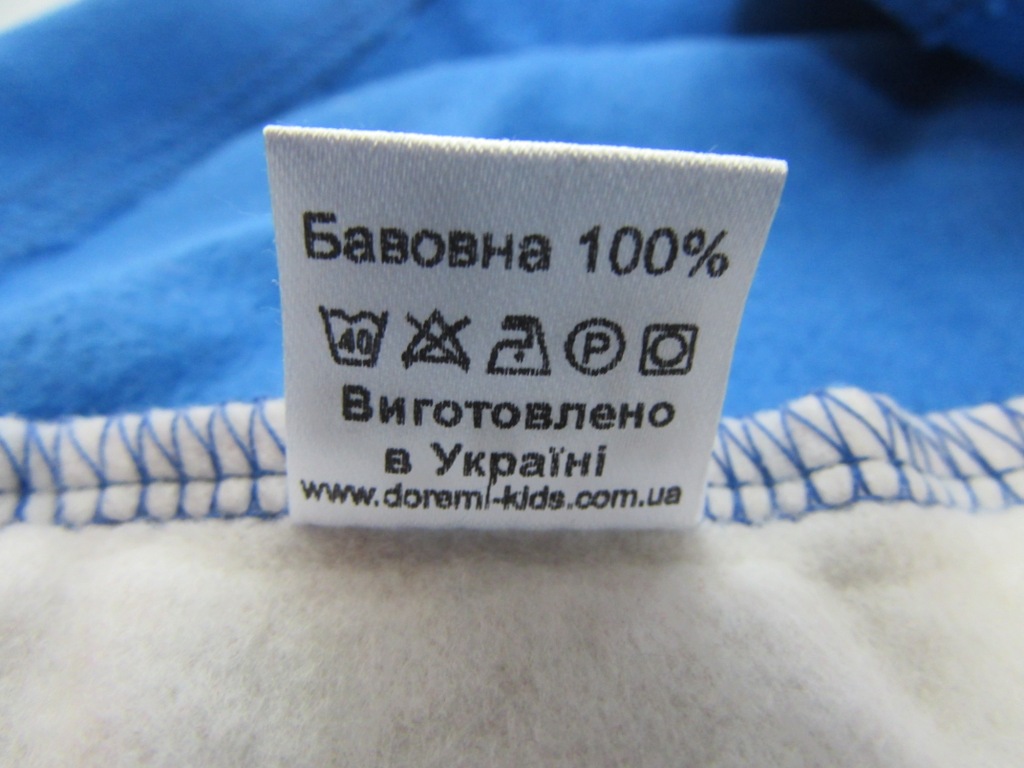 Бавовна 100%
40 P
Виготовлено
в Україні
www.doremi-kids.com.ua